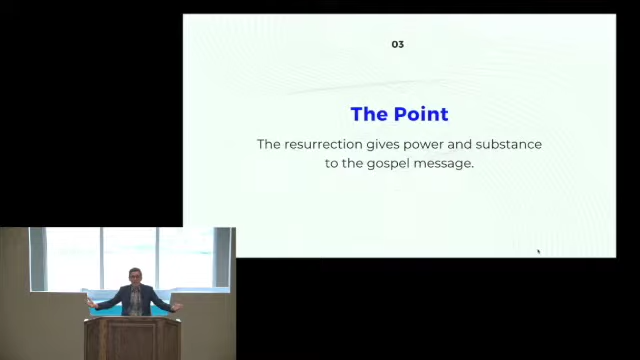 03
The Point
The resurrection gives power and substance
to the gospel message.